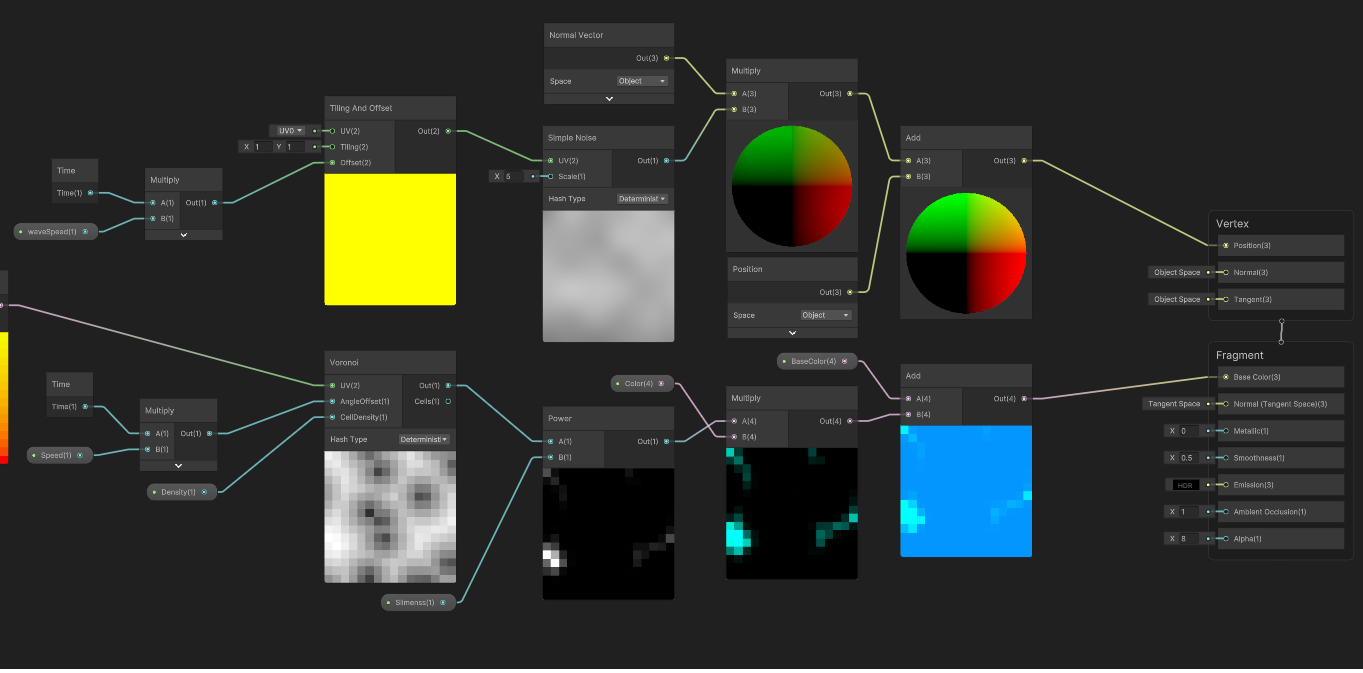 Normal Vector
Out(3)
Space Object
Multiply
A(3) Out(3)
B(3)
Tiling And Offset
UV0 UV(2) Out(2)
X 1 Y 1 Tiling(2)
Offset(2)
Simple Noise
UV(2) Out(1)
X 5 Scale(1)
Hash Type Determinist
Add
A(3) Out(3)
B(3)
Time
Time(1)
Multiply
A(1) Out(1)
B(1)
waveSpeed(1)
Position
Out(3)
Space Object
Vertex
Position(3)
Object Space Normal(3)
Object Space Tangent(3)
Voronoi
UV(2) Out(1)
AngleOffset(1) Cells(1)
CellDensity(1)
Hash Type Determinist
Time
Time(1)
Multiply
A(1) Out(1)
B(1)
Speed(1)
Density(1)
Slimenss(1)
Color(4)
BaseColor(4)
Power
A(1) Out(1)
B(1)
Multiply
A(4) Out(4)
B(4)
Add
A(4) Out(4)
B(4)
Fragment
Base Color(3)
Tangent Space Normal (Tangent Space)(3)
X 0 Metallic(1)
X 0.5 Smoothness(1)
HDR Emission(3)
X 1 Ambient Occlusion(1)
X 8 Alpha(1)